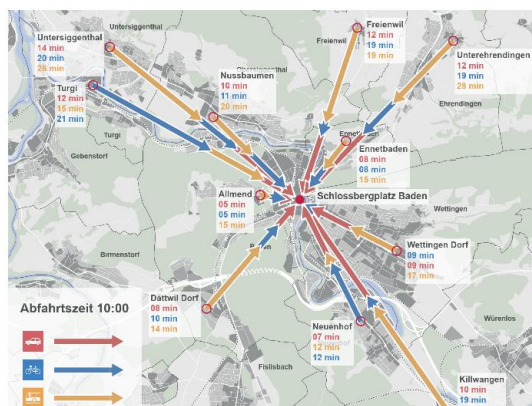 Untersiggenthal
14 min
20 min
28 min
Untersiggenthal
Freienwil
12 min
19 min
19 min
Freienwil
Unterehrendingen
12 min
19 min
28 min
Ehrendingen
Nussbaumen
10 min
11 min
20 min
Turgi
12 min
15 min
21 min
Turgi
Gebenstorf
Ennetbaden
08 min
08 min
15 min
Allmend
05 min
05 min
15 min
Schlossbergplatz Baden
Wettingen
Birmenstorf
Wettingen Dorf
09 min
09 min
17 min
Dättwil Dorf
08 min
10 min
14 min
Neuenhof
07 min
12 min
12 min
Würenlos
Fislisbach
Killwangen
10 min
19 min
Abfahrtszeit 10:00